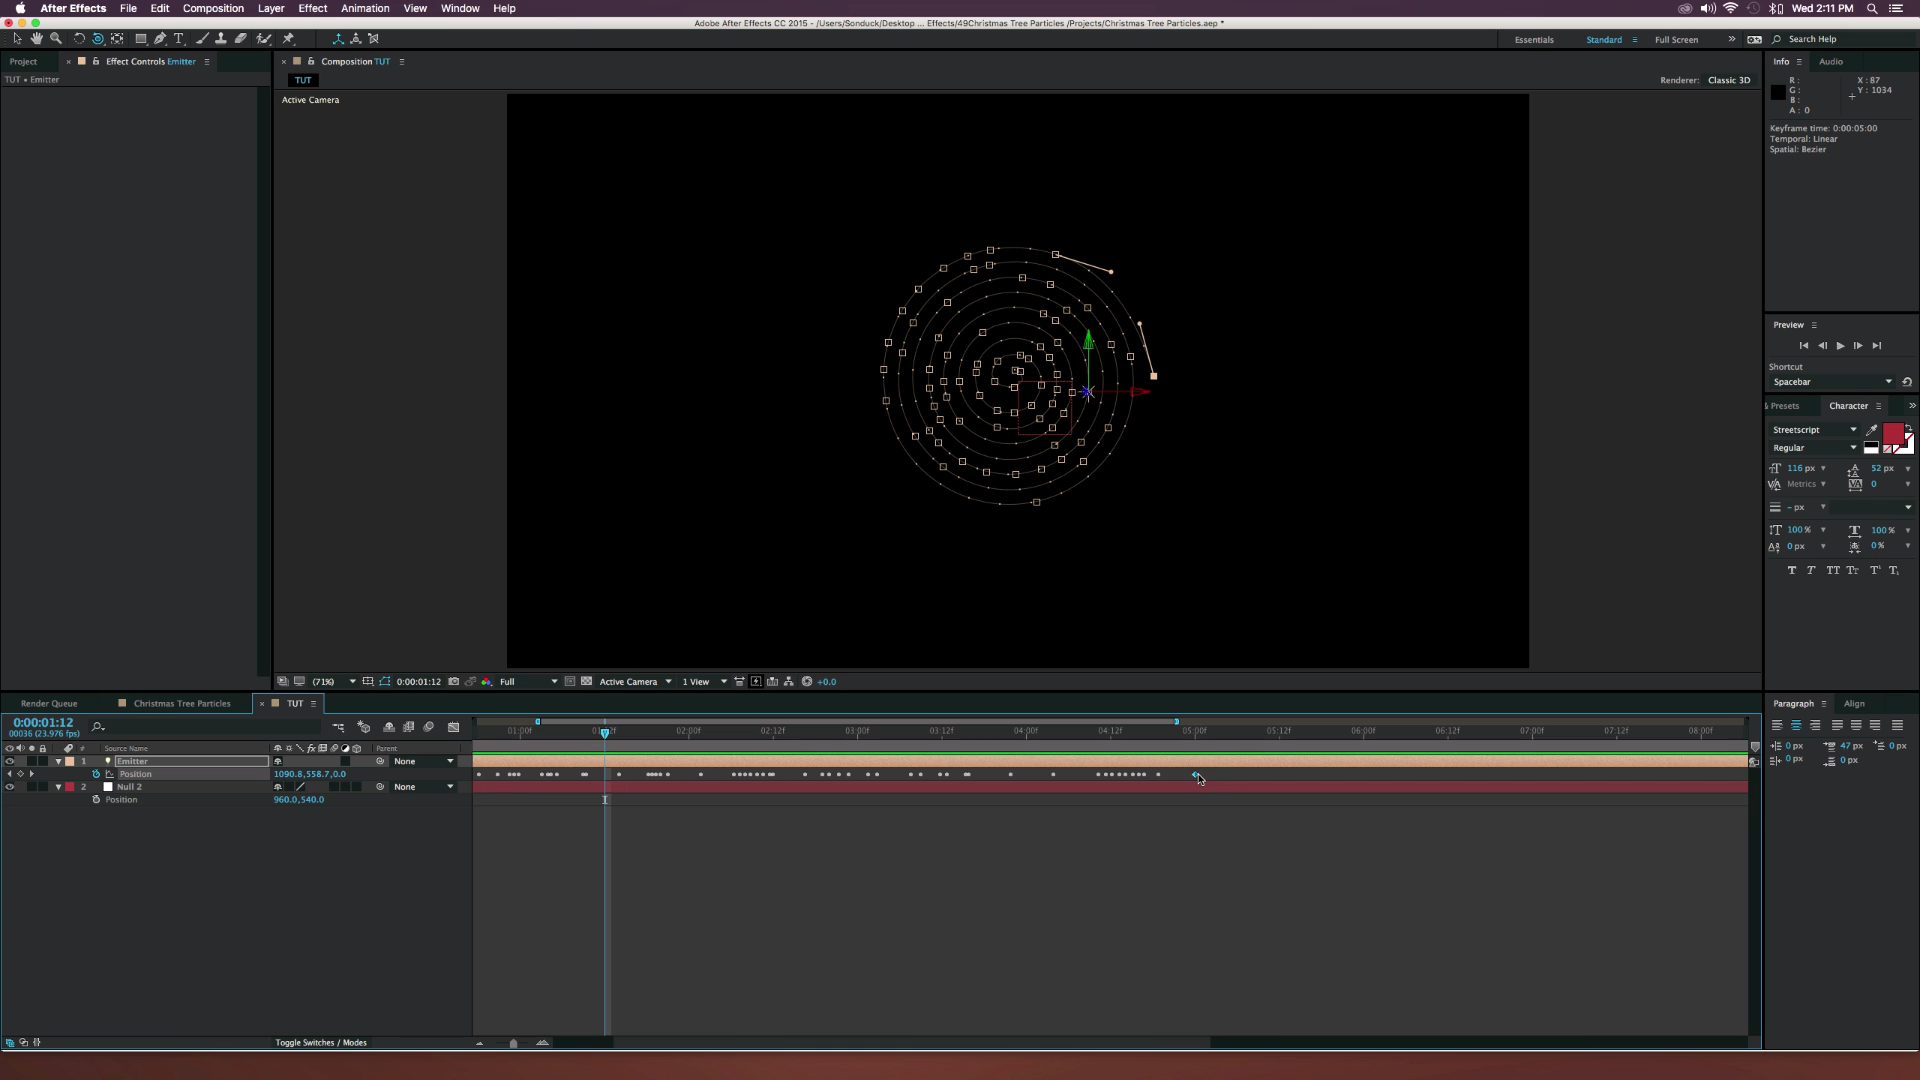 After Effects File Edit Composition Layer Effect Animation View Window Help Wed 2:11 PM
Adobe After Effects CC 2015 - /Users/Sonduck/Desktop ... Effects/49Christmas Tree Particles /Projects/Christmas Tree Particles.aep *
Essentials Standard Full Screen Search Help
Project Effect Controls Emitter Composition TUT Info Audio
TUT • Emitter TUT Renderer: Classic 3D
Active Camera
R :
G :
B :
A : 0
X : 87
Y : 1034
Keyframe time: 0:00:05:00
Temporal: Linear
Spatial: Bezier
Preview
Shortcut
Spacebar
Presets Character
Streetscript
Regular
116 px 52 px
Metrics 0
- px
100 % 100 %
0 px 0 %
T T TT Tᴛ T¹ T₁
(71%) 0:00:01:12 Full Active Camera 1 View +0.0
Render Queue Christmas Tree Particles TUT
Paragraph Align
0 px 47 px 0 px
0 px 0 px
0:00:01:12
00036 (23.976 fps)
01:00f 01:12f 02:00f 02:12f 03:00f 03:12f 04:00f 04:12f 05:00f 05:12f 06:00f 06:12f 07:00f 07:12f 08:00f
# Source Name Parent
1 Emitter None
Position 1090.8,558.7,0.0
2 Null 2 None
Position 960.0,540.0
Toggle Switches / Modes